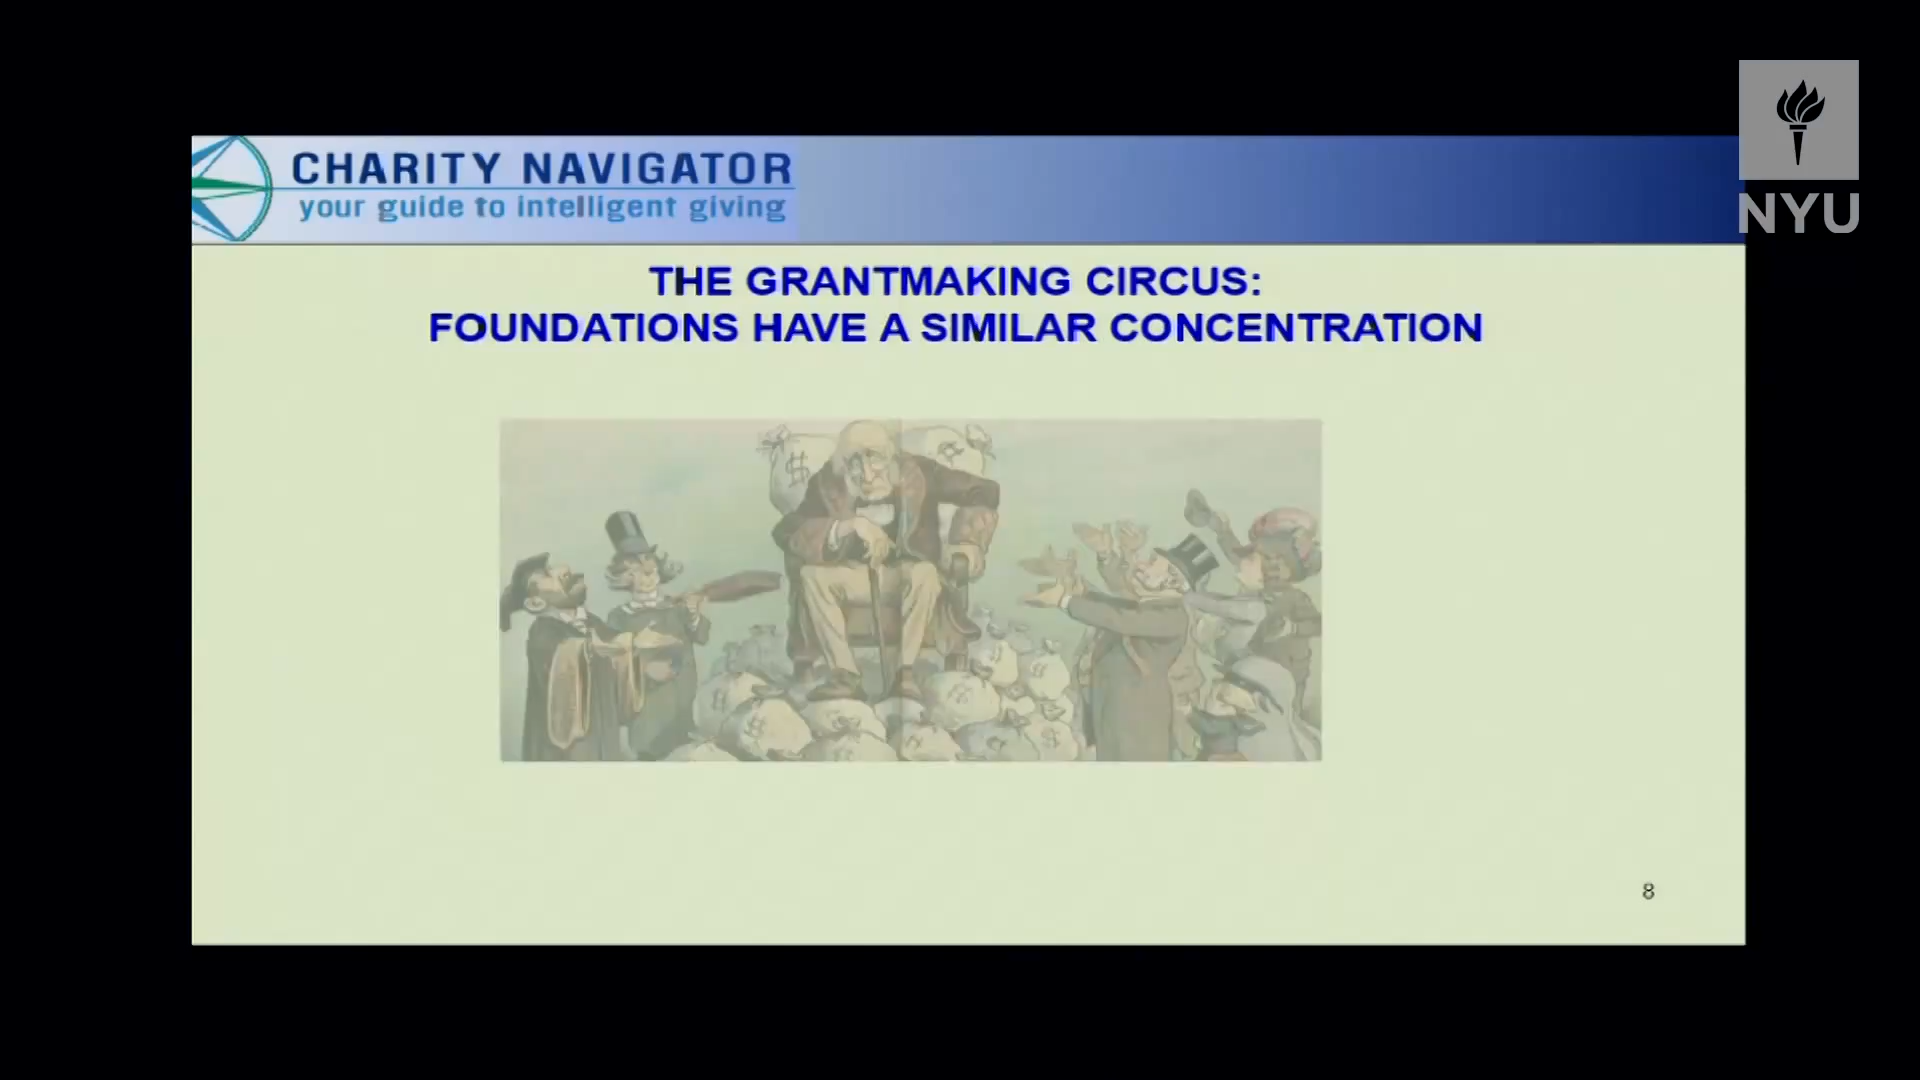 CHARITY NAVIGATOR
your guide to intelligent giving
NYU
THE GRANTMAKING CIRCUS:
FOUNDATIONS HAVE A SIMILAR CONCENTRATION
$
$
$
$
$
$
$
8